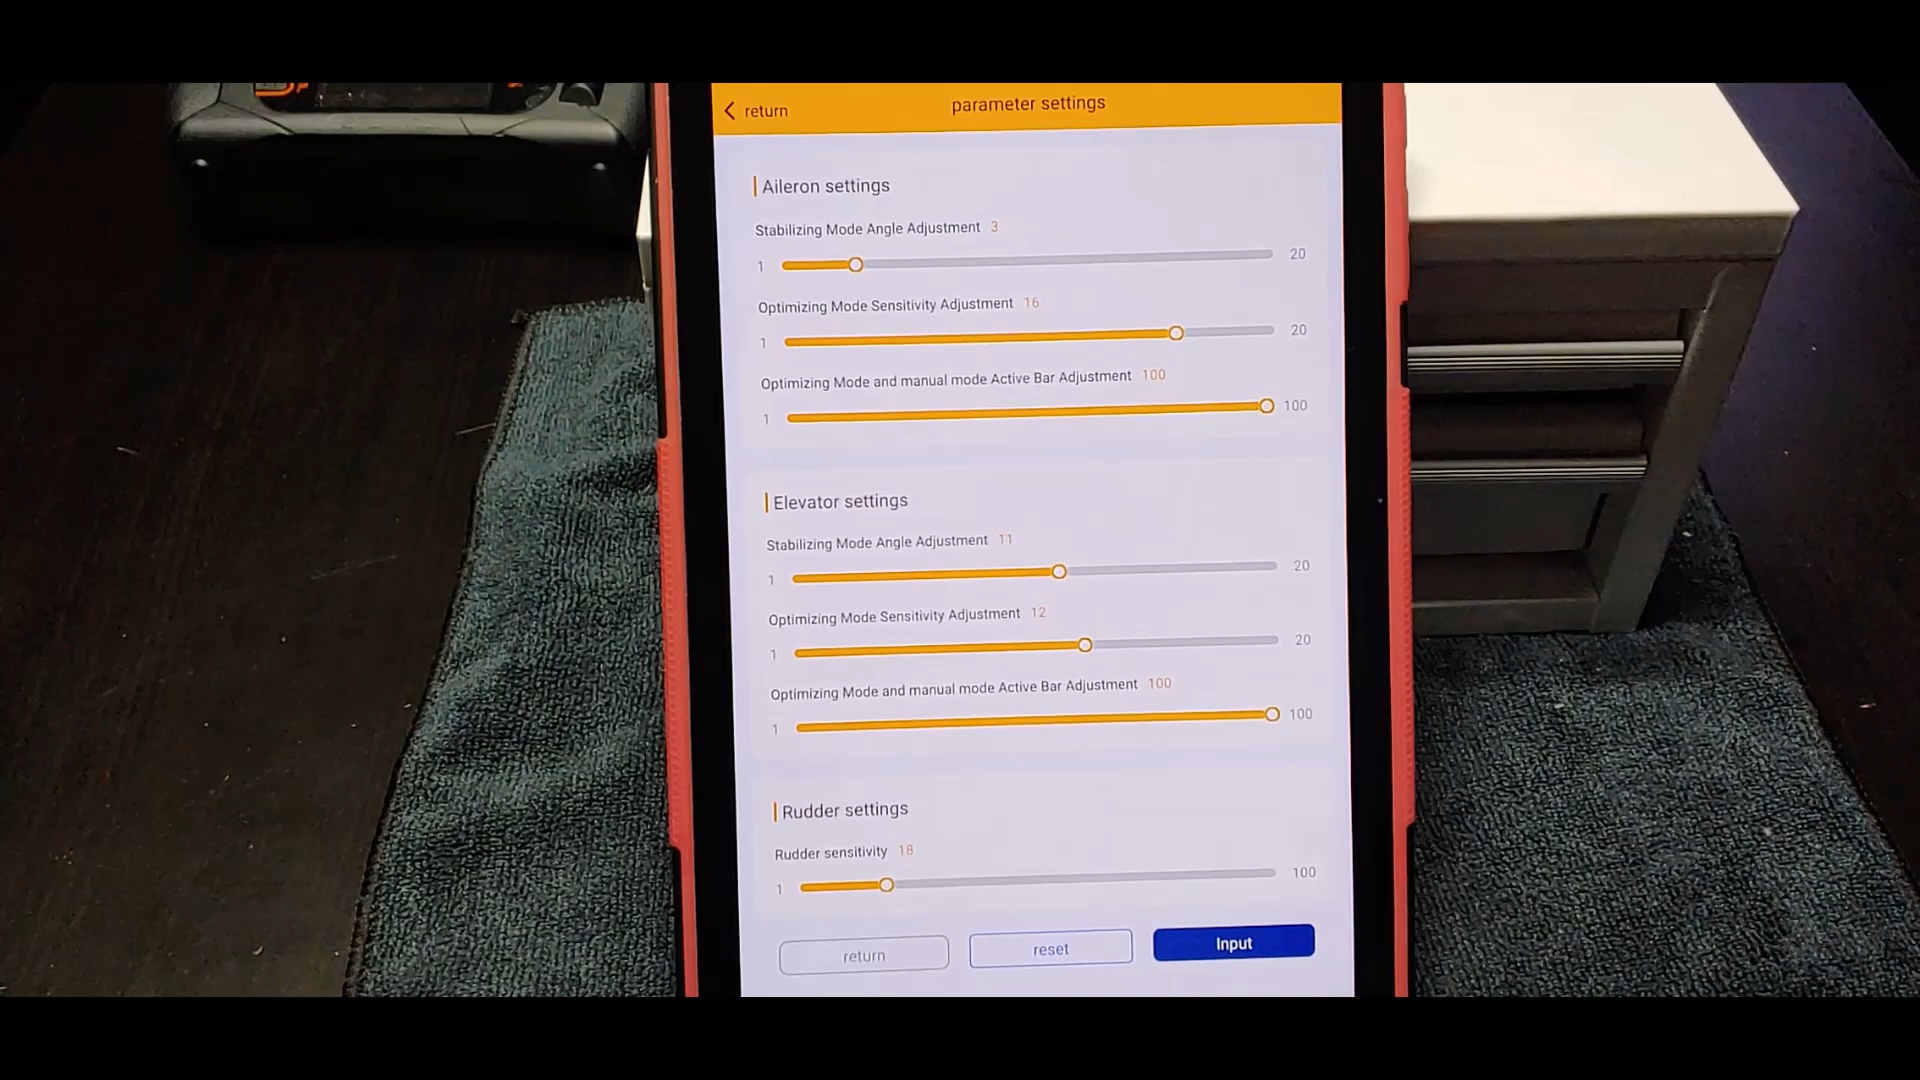 return
parameter settings
Aileron settings
Stabilizing Mode Angle Adjustment 3
1 20
Optimizing Mode Sensitivity Adjustment 16
1 20
Optimizing Mode and manual mode Active Bar Adjustment 100
1 100
Elevator settings
Stabilizing Mode Angle Adjustment 11
1 20
Optimizing Mode Sensitivity Adjustment 12
1 20
Optimizing Mode and manual mode Active Bar Adjustment 100
1 100
Rudder settings
Rudder sensitivity 18
1 100
return reset Input